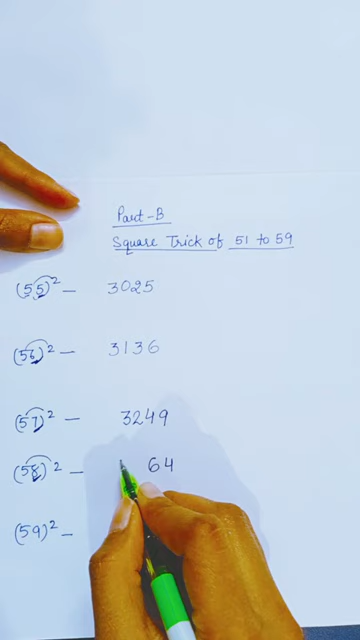 Part-B
Square Trick of 51 to 59
(55)² - 3025
(56)² - 3136
(57)² - 3249
(58)² - 64
(59)² -